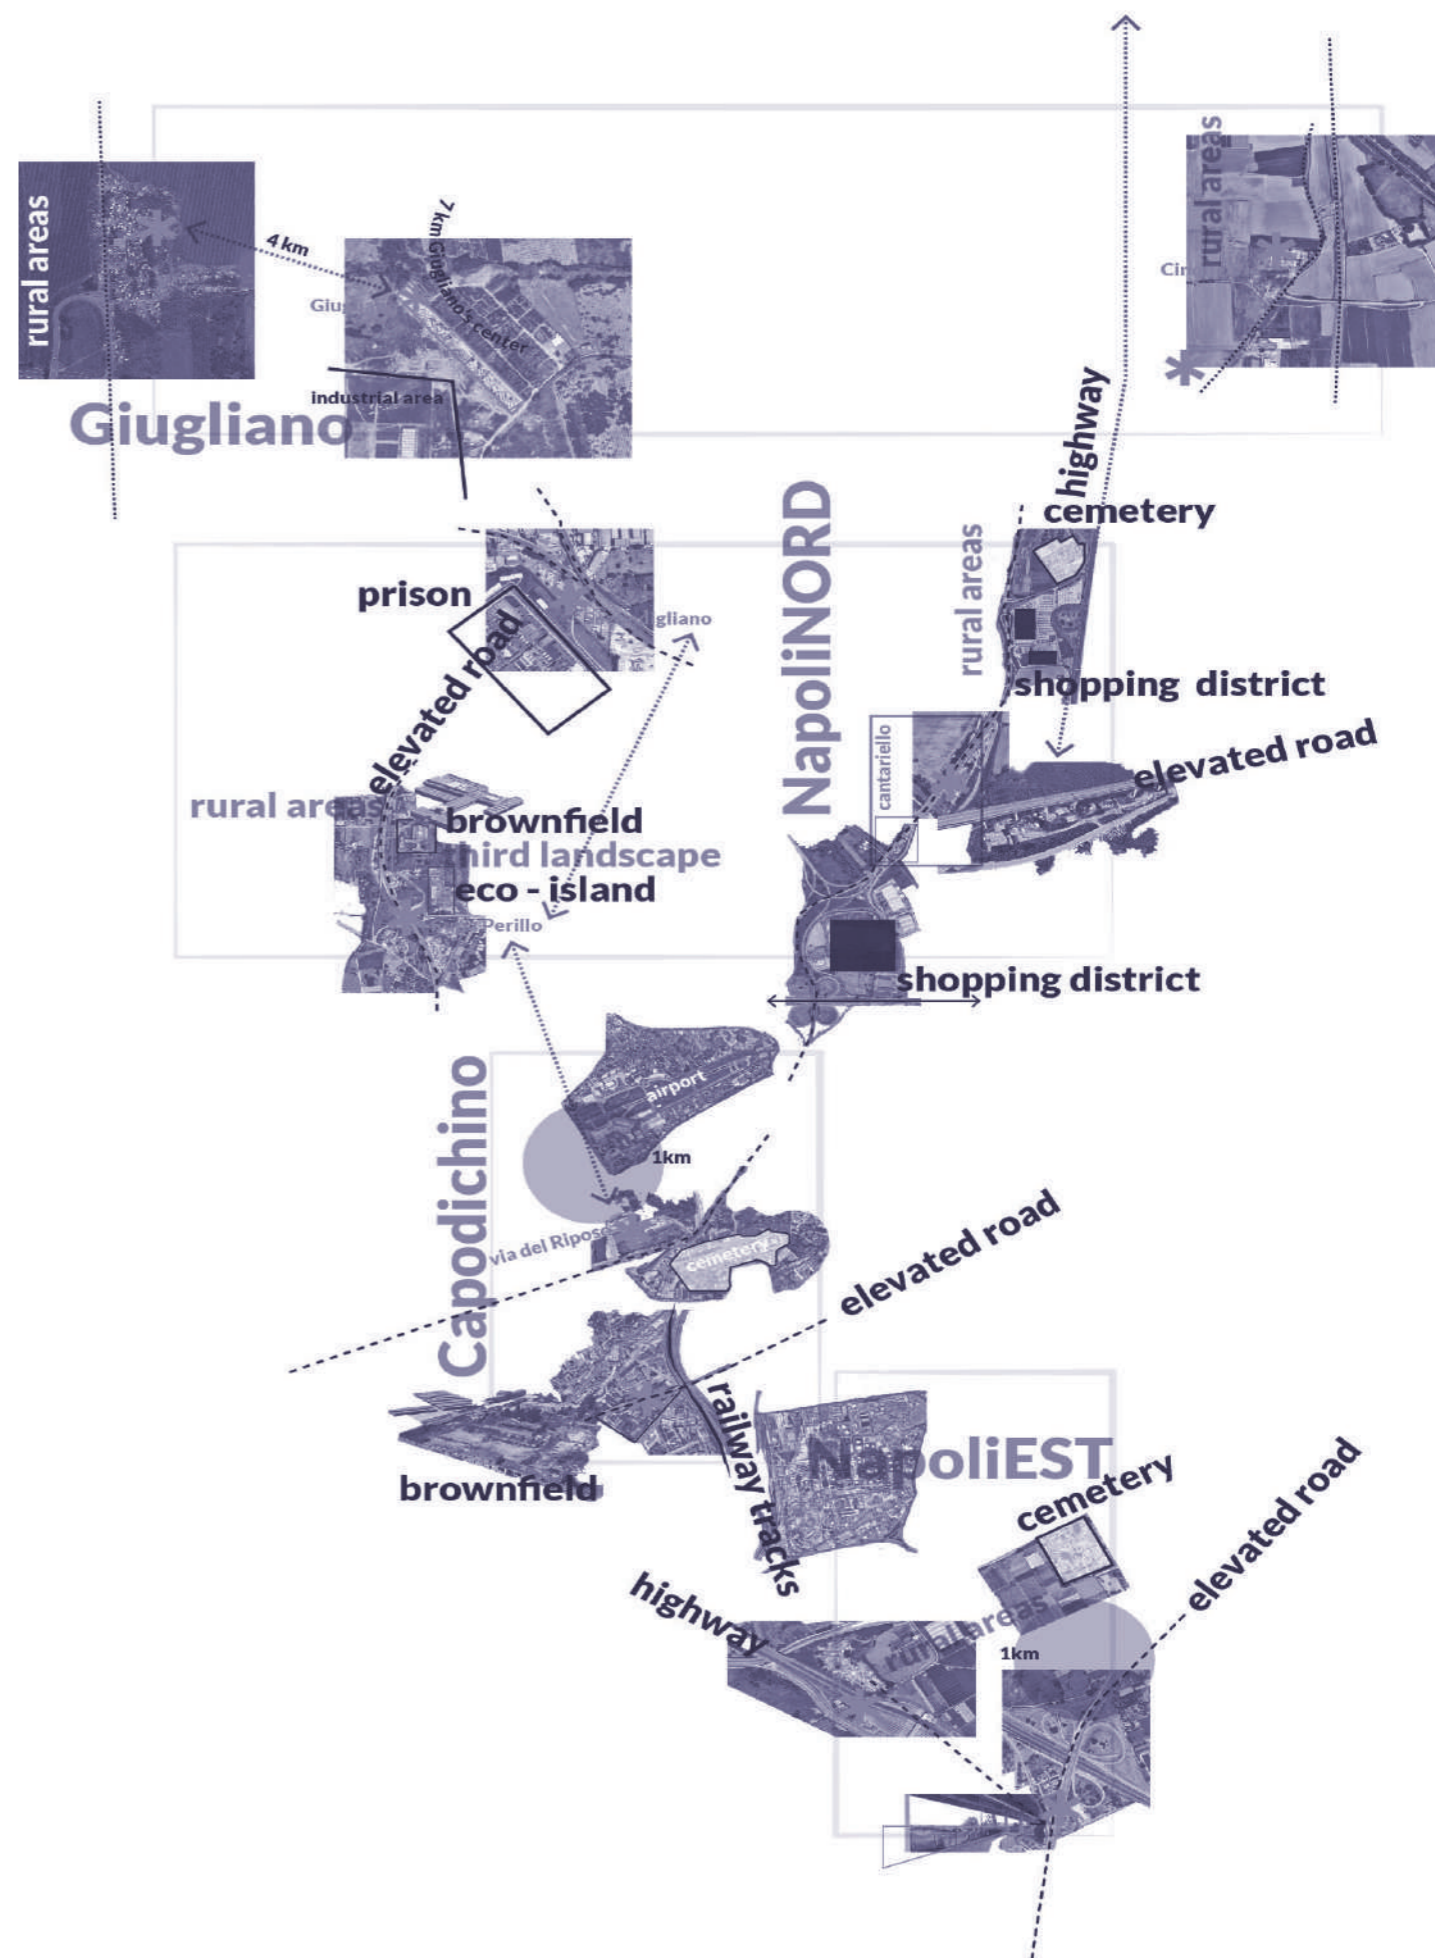 rural areas
rural areas
4 km
7 km Giugliano's center
industrial area
Giugliano
highway
cemetery
prison
elevated road
gliano
NapoliNORD
rural areas
shopping district
cantariello
elevated road
rural areas
brownfield
third landscape
eco - island
Perillo
shopping district
Capodichino
airport
1km
via del Riposo
cemetery
elevated road
railway tracks
brownfield
NapoliEST
cemetery
elevated road
highway
rural areas
1km